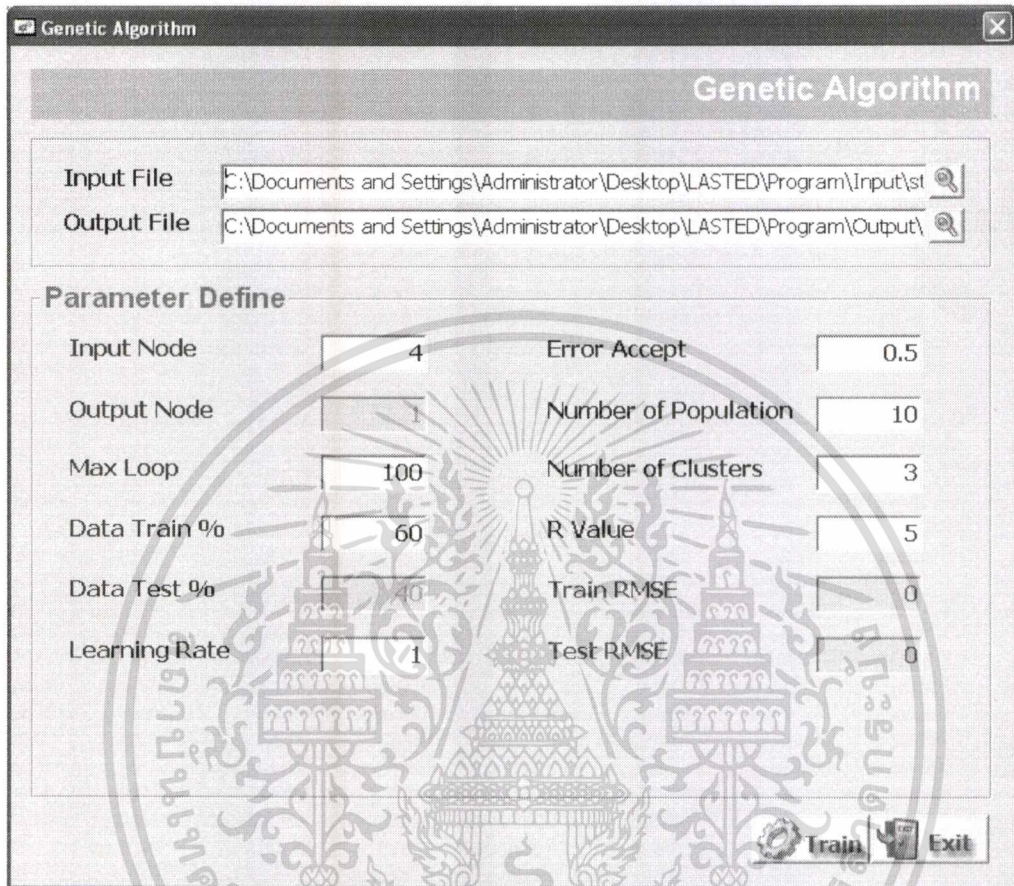 Genetic Algorithm
Genetic Algorithm
Input File C:\Documents and Settings\Administrator\Desktop\LASTED\Program\Input\st
Output File C:\Documents and Settings\Administrator\Desktop\LASTED\Program\Output\
Parameter Define
Input Node 4 Error Accept 0.5
Output Node 1 Number of Population 10
Max Loop 100 Number of Clusters 3
Data Train % 60 R Value 5
Data Test % 40 Train RMSE 0
Learning Rate 1 Test RMSE 0
Train Exit